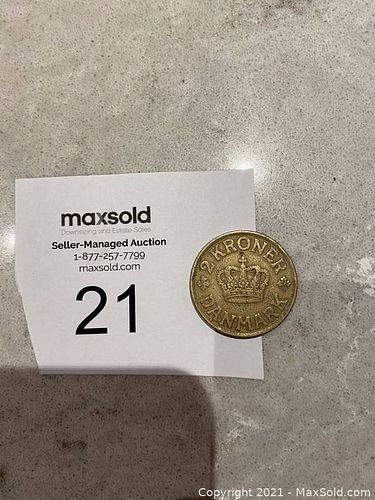 maxsold
Downsizing and Estate Sales
Seller-Managed Auction
1-877-257-7799
maxsold.com
21
2 KRONER
DANMARK
Copyright 2021 - MaxSold.com